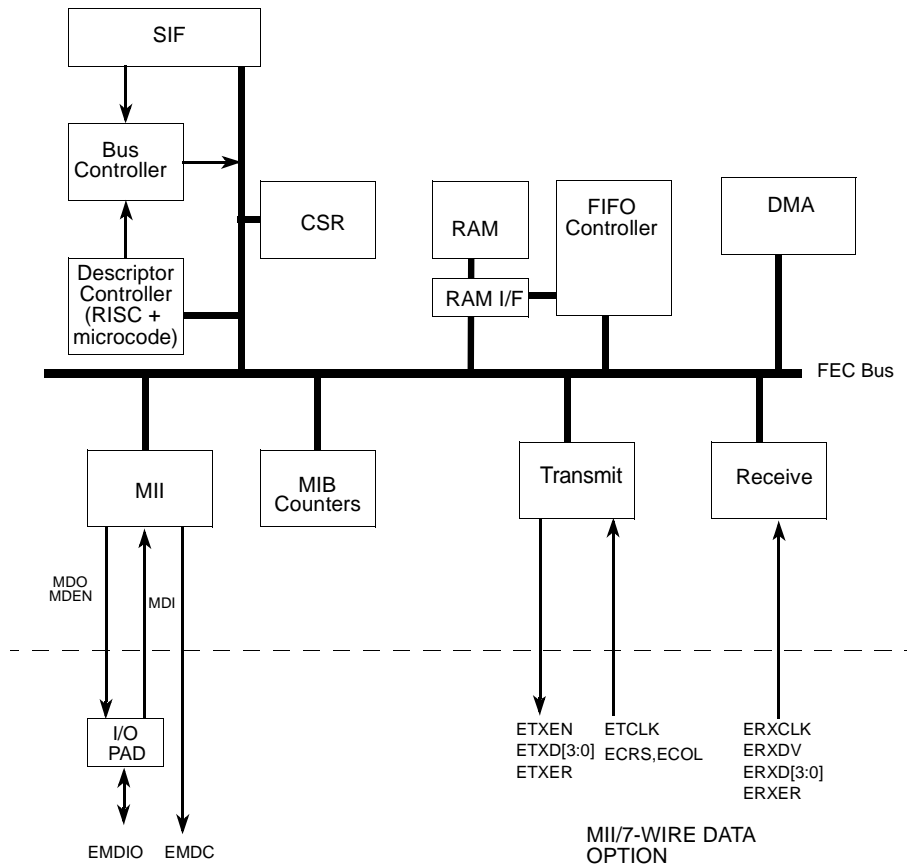 SIF
Bus
Controller
CSR
RAM
FIFO
Controller
DMA
Descriptor
Controller
(RISC +
microcode)
RAM I/F
FEC Bus
MII
MIB
Counters
Transmit
Receive
MDO
MDEN
MDI
I/O
PAD
EMDIO
EMDC
ETXEN
ETXD[3:0]
ETXER
ETCLK
ECRS,ECOL
ERXCLK
ERXDV
ERXD[3:0]
ERXER
MII/7-WIRE DATA
OPTION